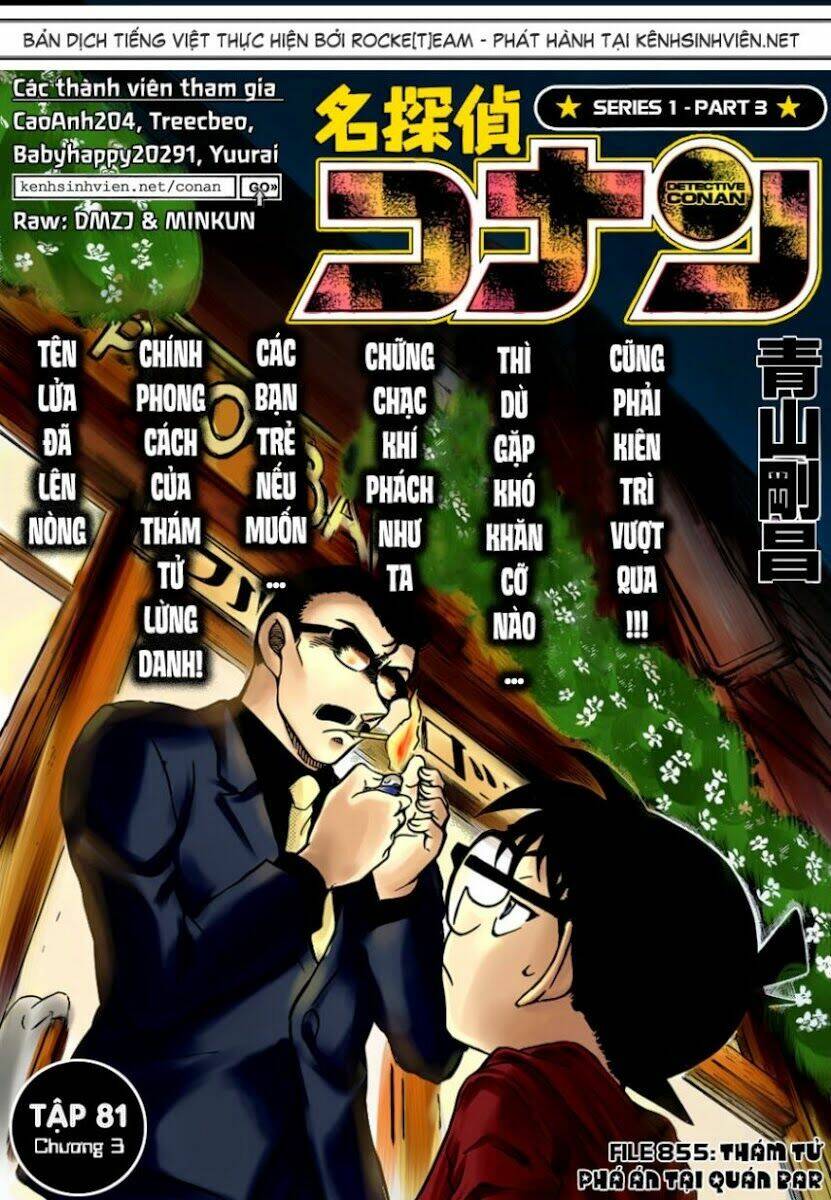 BẢN DỊCH TIẾNG VIỆT THỰC HIỆN BỞI ROCKE[T]EAM - PHÁT HÀNH TẠI KÊNHSINHVIÊN.NET
Các thành viên tham gia
CaoAnh204, Treecbeo,
Babyhappy20291, Yuurai
kenhsinhvien.net/conan GO»
Raw: DMZJ & MINKUN
★ SERIES 1 - PART 3 ★
名探偵
コナン
DETECTIVE
CONAN
青山剛昌
TÊN
LỬA
ĐÃ
LÊN
NÒNG
CHÍNH
PHONG
CÁCH
CỦA
THÁM
TỬ
LỪNG
DANH!
CÁC
BẠN
TRẺ
NẾU
MUỐN
...
CHỮNG
CHẠC
KHÍ
PHÁCH
NHƯ
TA
THÌ
DÙ
GẶP
KHÓ
KHĂN
CỠ
NÀO
...
CŨNG
PHẢI
KIÊN
TRÌ
VƯỢT
QUA
!!!
TẬP 81
Chương 3
FILE 855: THÁM TỬ
PHÁ ÁN TẠI QUÁN BAR